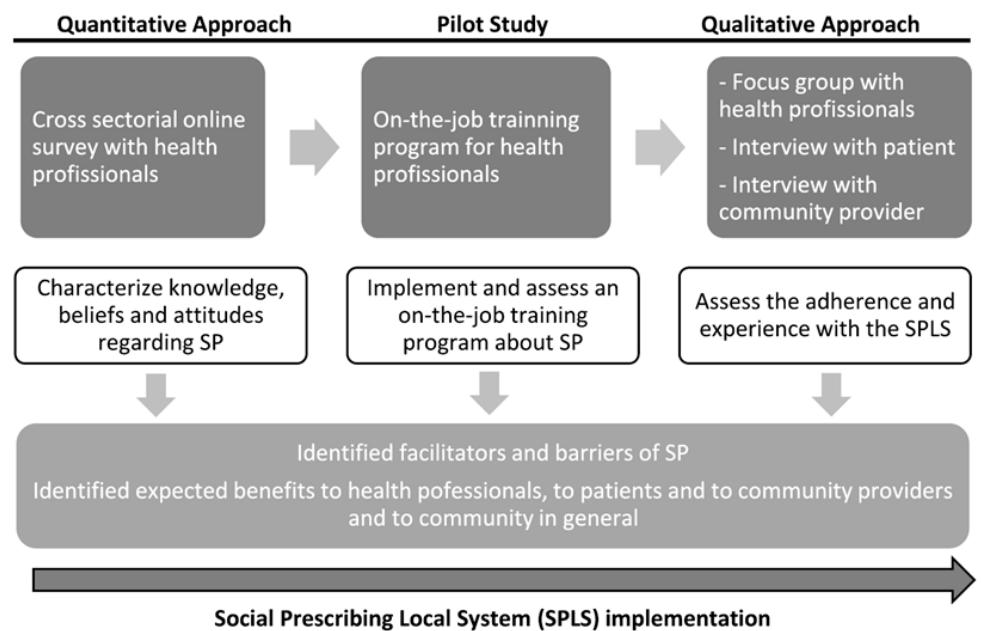 Quantitative Approach
Pilot Study
Qualitative Approach
Cross sectorial online
survey with health
profissionals
On-the-job trainning
program for health
profissionals
- Focus group with
health profissionals
- Interview with patient
- Interview with
community provider
Characterize knowledge,
beliefs and attitudes
regarding SP
Implement and assess an
on-the-job training
program about SP
Assess the adherence and
experience with the SPLS
Identified facilitators and barriers of SP
Identified expected benefits to health pofessionals, to patients and to community providers
and to community in general
Social Prescribing Local System (SPLS) implementation